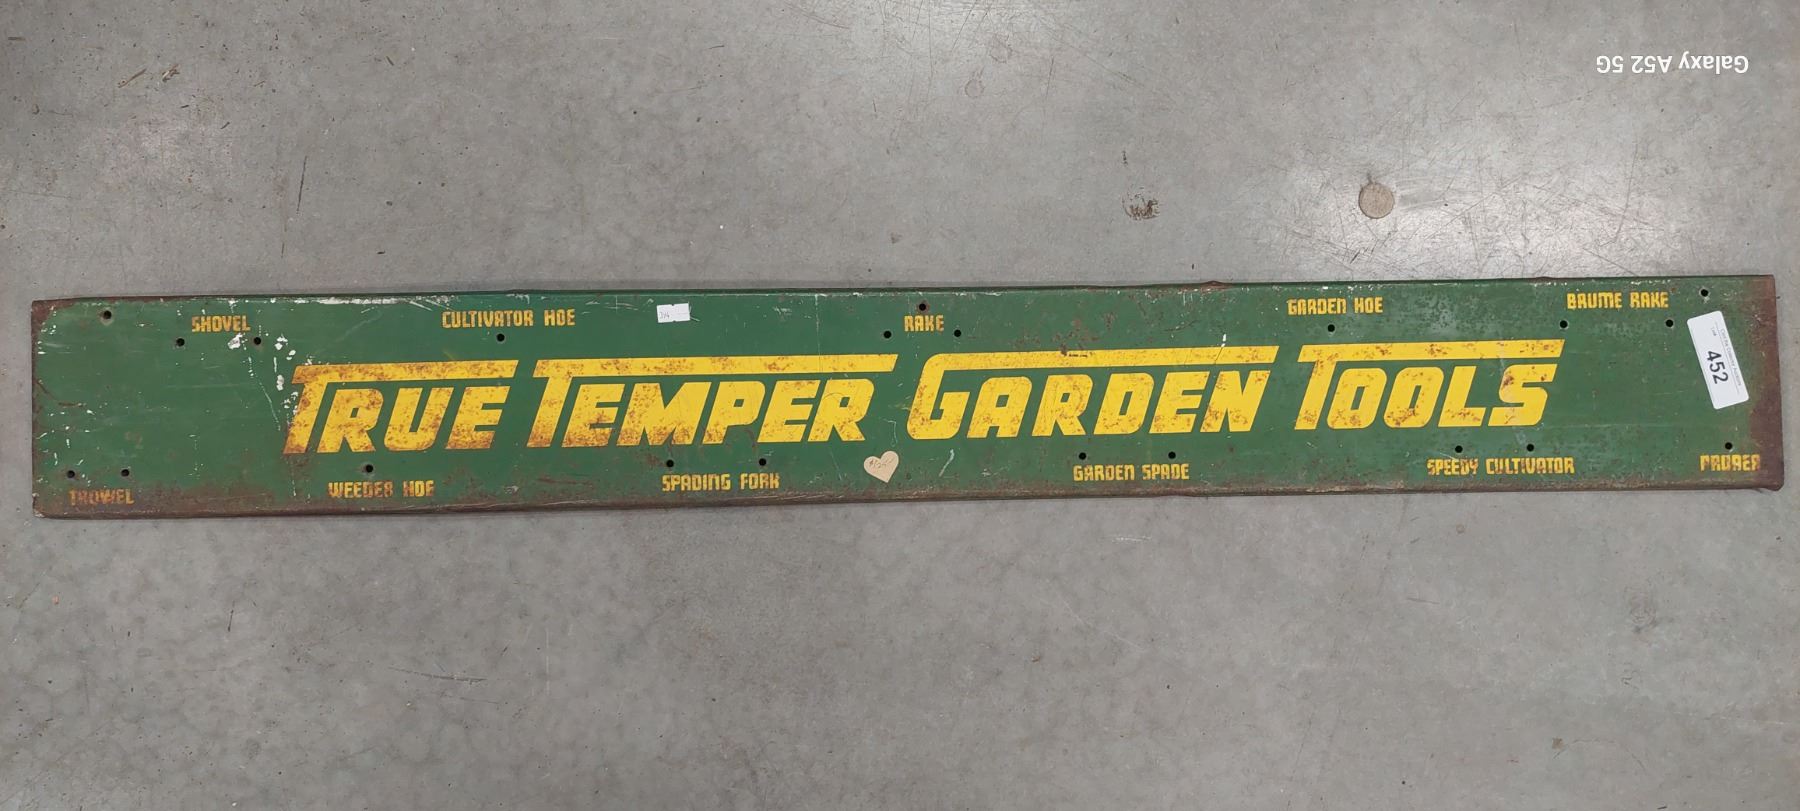 Galaxy A52 5G
SHOVEL
CULTIVATOR HOE
RAKE
GARDEN HOE
BRUME RAKE
TRUE TEMPER GARDEN TOOLS
452
TROWEL
WEEDER HOE
SPADING FORK
GARDEN SPADE
SPEEDY CULTIVATOR